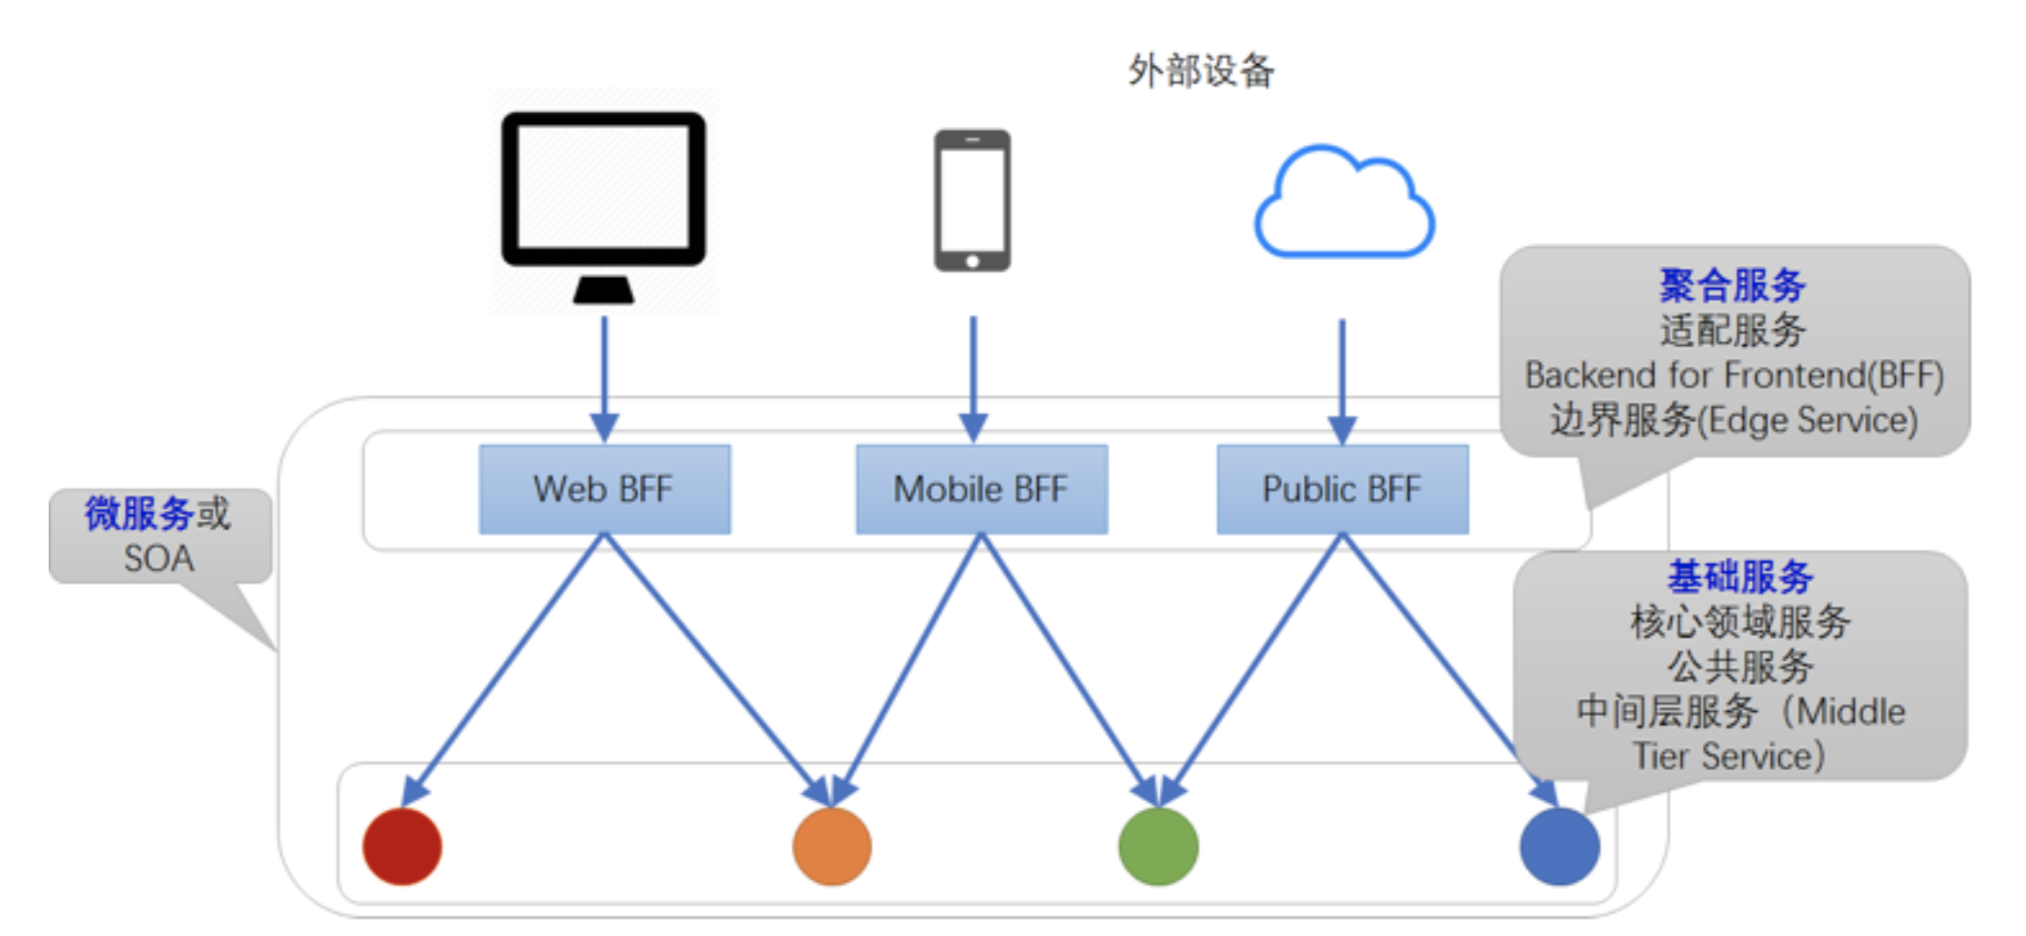 外部设备
聚合服务
适配服务
Backend for Frontend(BFF)
边界服务(Edge Service)
Web BFF
Mobile BFF
Public BFF
微服务或
SOA
基础服务
核心领域服务
公共服务
中间层服务（Middle
Tier Service）